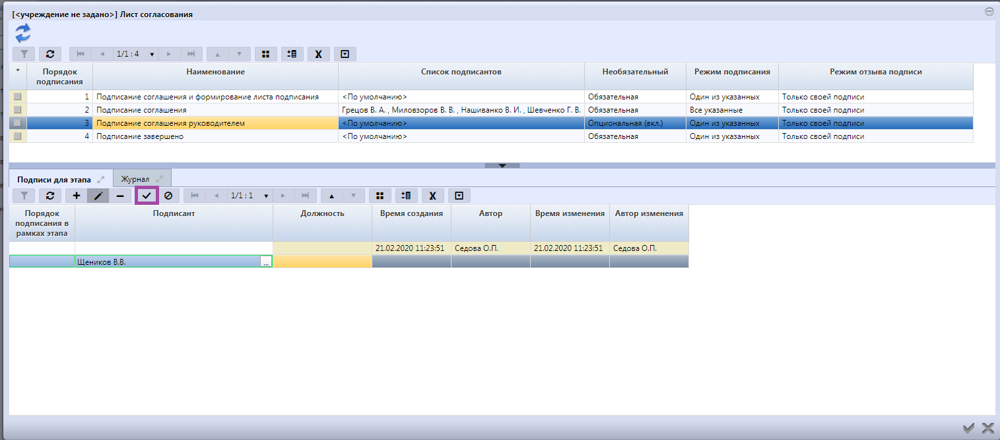 [<учреждение не задано>] Лист согласования
1/1 : 4
* Порядок подписания Наименование Список подписантов Необязательный Режим подписания Режим отзыва подписи
1 Подписание соглашения и формирование листа подписания <По умолчанию> Обязательная Один из указанных Только своей подписи
2 Подписание соглашения Грецов В. А. , Миловзоров В. В. , Нашиванко В. И. , Шевченко Г. В. Обязательная Все указанные Только своей подписи
3 Подписание соглашения руководителем <По умолчанию> Опциональная (вкл.) Один из указанных Только своей подписи
4 Подписание завершено <По умолчанию> Обязательная Один из указанных Только своей подписи
Подписи для этапа Журнал
1/1 : 1
Порядок подписания в рамках этапа Подписант Должность Время создания Автор Время изменения Автор изменения
21.02.2020 11:23:51 Седова О.П. 21.02.2020 11:23:51 Седова О.П.
Щеников В.В. ...